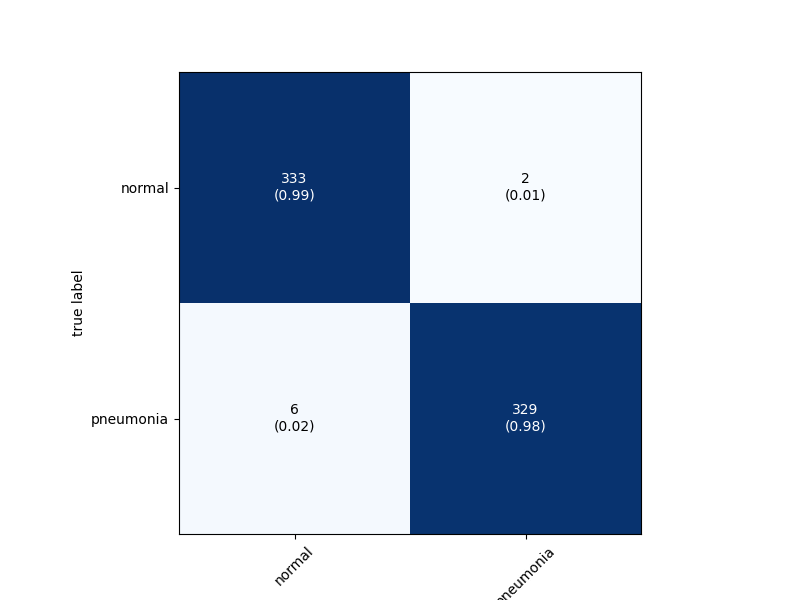 333
(0.99)
2
(0.01)
normal
true label
6
(0.02)
329
(0.98)
pneumonia
normal
pneumonia